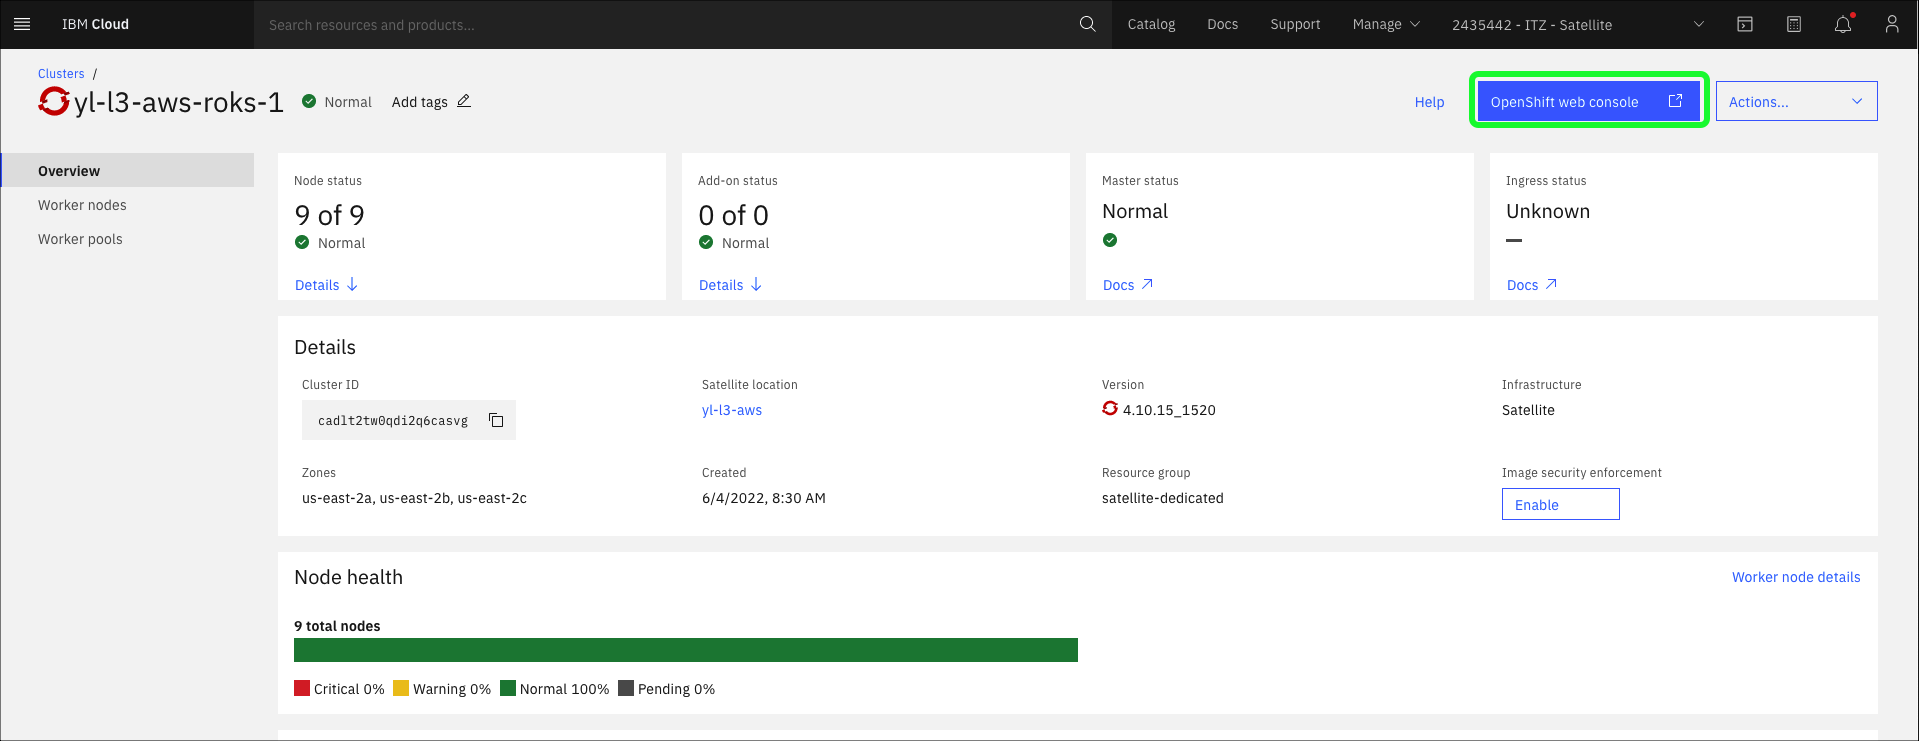 IBM Cloud
Search resources and products...
Catalog
Docs
Support
Manage
2435442 - ITZ - Satellite
Clusters /
yl-l3-aws-roks-1
Normal
Add tags
Help
OpenShift web console
Actions...
Overview
Worker nodes
Worker pools
Node status
9 of 9
Normal
Details
Add-on status
0 of 0
Normal
Details
Master status
Normal
Docs
Ingress status
Unknown
Docs
Details
Cluster ID
cadlt2tw0qdi2q6casvg
Satellite location
yl-l3-aws
Version
4.10.15_1520
Infrastructure
Satellite
Zones
us-east-2a, us-east-2b, us-east-2c
Created
6/4/2022, 8:30 AM
Resource group
satellite-dedicated
Image security enforcement
Enable
Node health
Worker node details
9 total nodes
Critical 0% Warning 0% Normal 100% Pending 0%